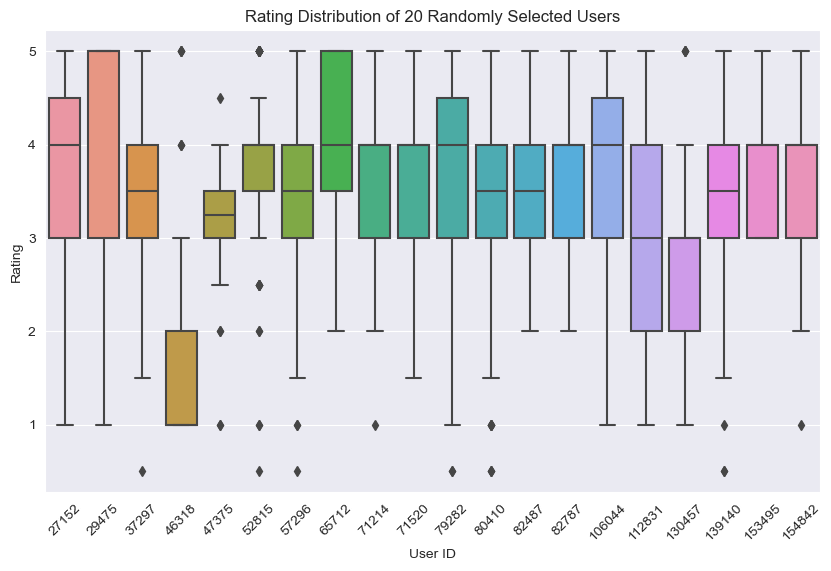 Rating Distribution of 20 Randomly Selected Users
Rating
5
4
3
2
1
27152 29475 37297 46318 47375 52815 57296 65712 71214 71520 79282 80410 82487 82787 106044 112831 130457 139140 153495 154842
User ID